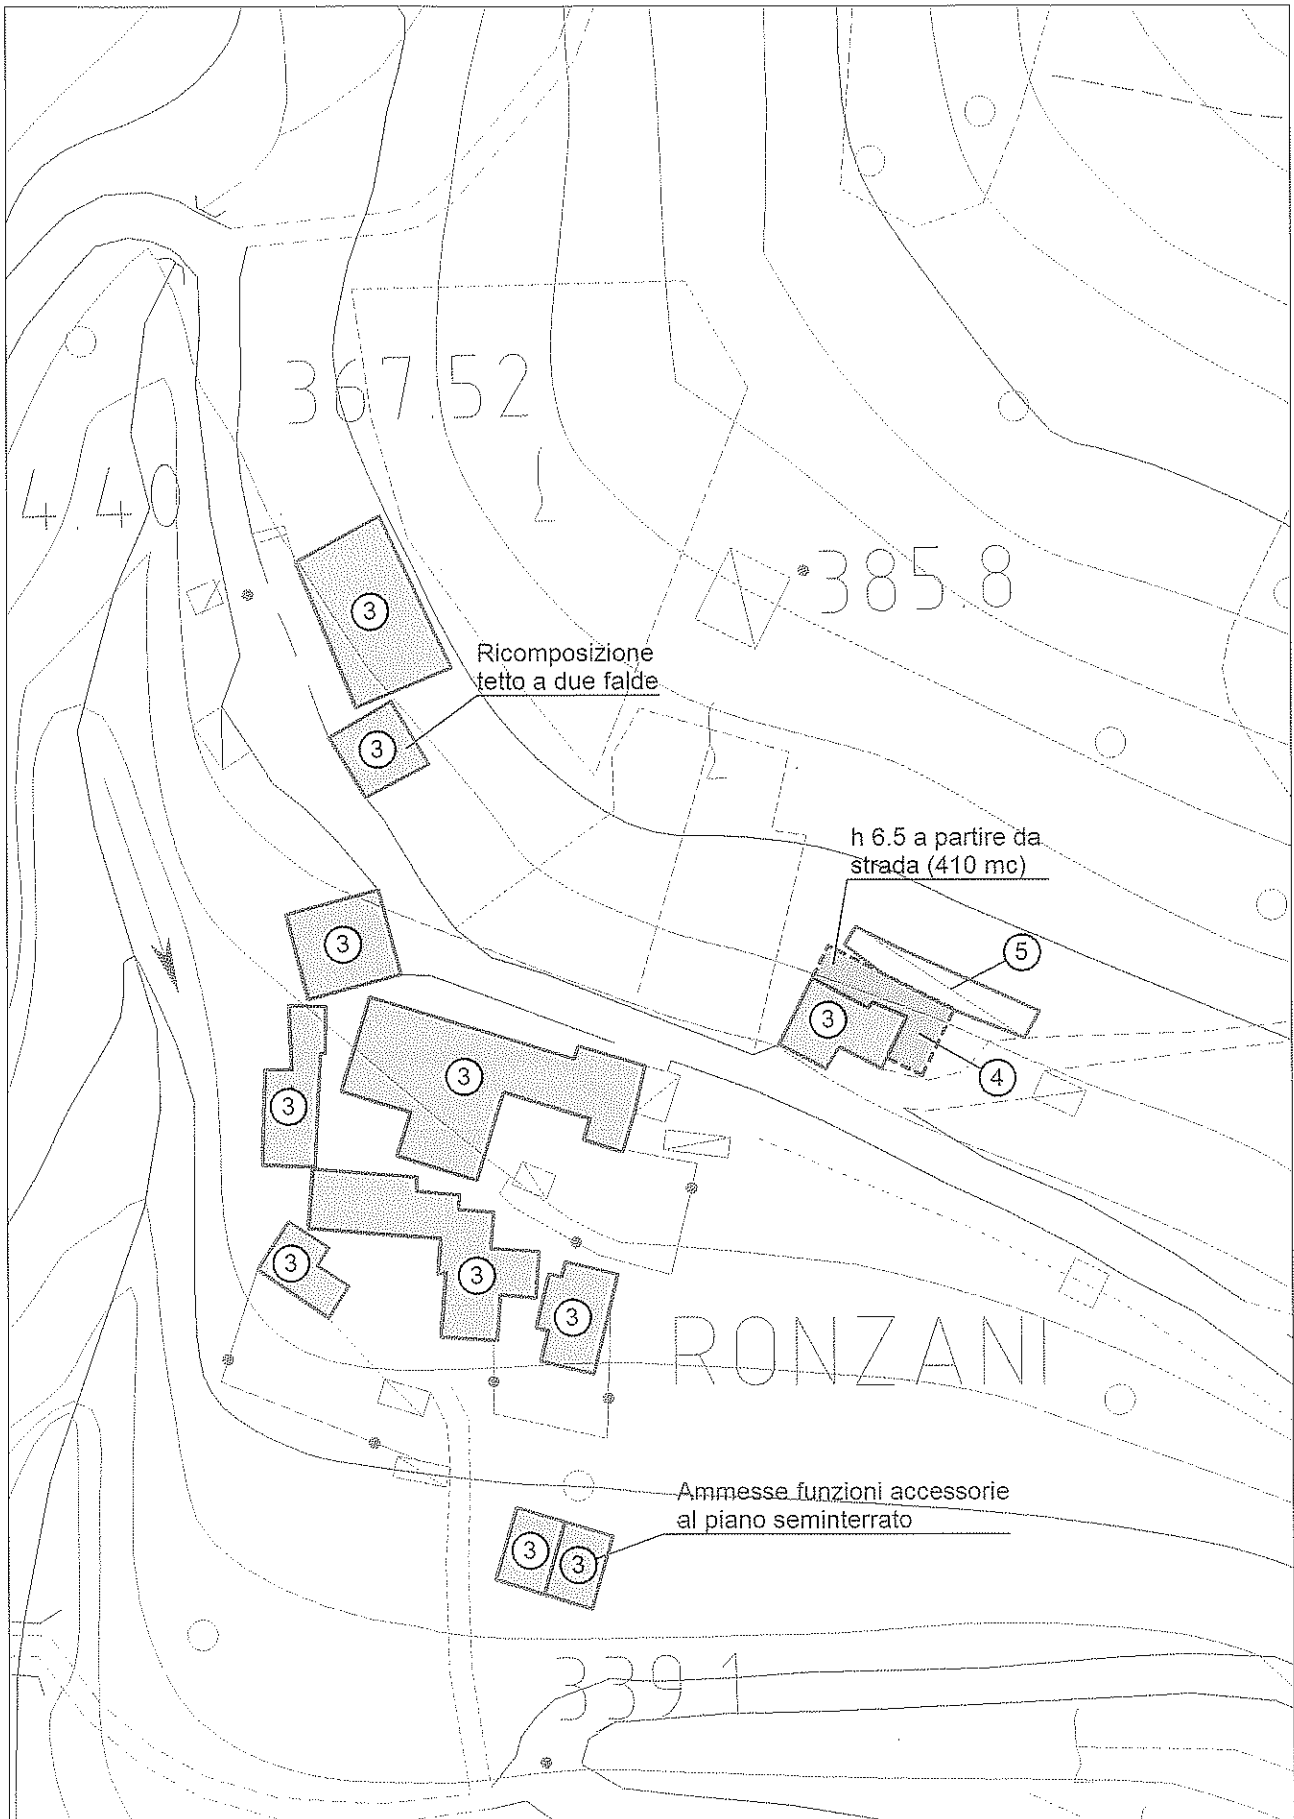 367.52
4.40
385.8
3
Ricomposizione
tetto a due falde
3
h 6.5 a partire da
strada (410 mc)
3
5
3
3
4
3
3
3
3
RONZANI
Ammesse funzioni accessorie
al piano seminterrato
3
3
339.1